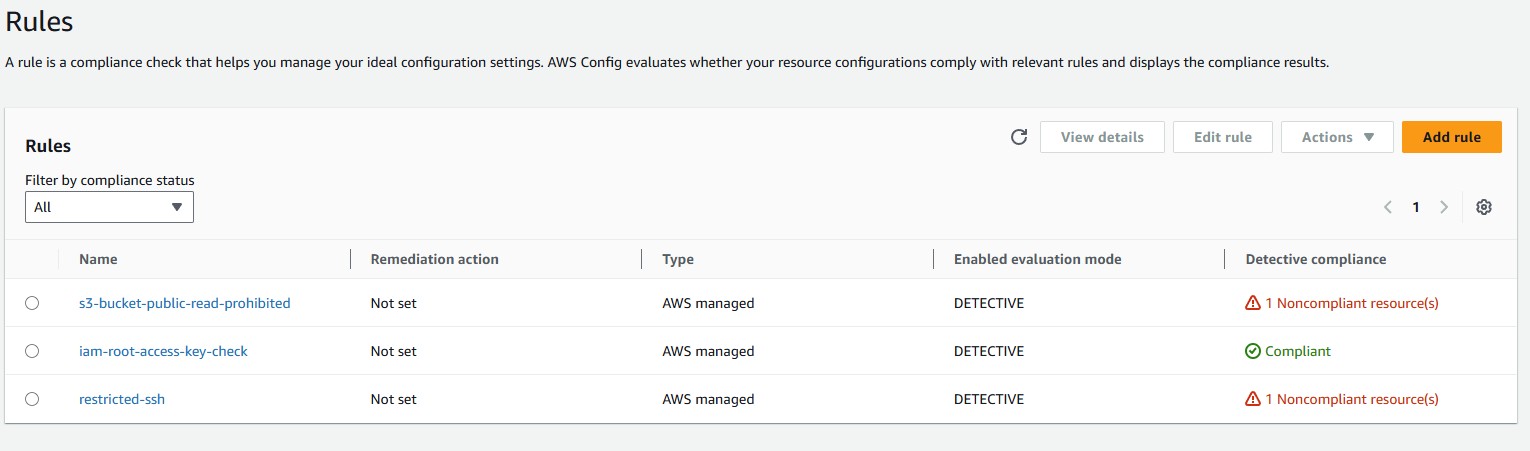 Rules
A rule is a compliance check that helps you manage your ideal configuration settings. AWS Config evaluates whether your resource configurations comply with relevant rules and displays the compliance results.
Rules
View details Edit rule Actions Add rule
Filter by compliance status
All
1
Name Remediation action Type Enabled evaluation mode Detective compliance
s3-bucket-public-read-prohibited Not set AWS managed DETECTIVE 1 Noncompliant resource(s)
iam-root-access-key-check Not set AWS managed DETECTIVE Compliant
restricted-ssh Not set AWS managed DETECTIVE 1 Noncompliant resource(s)